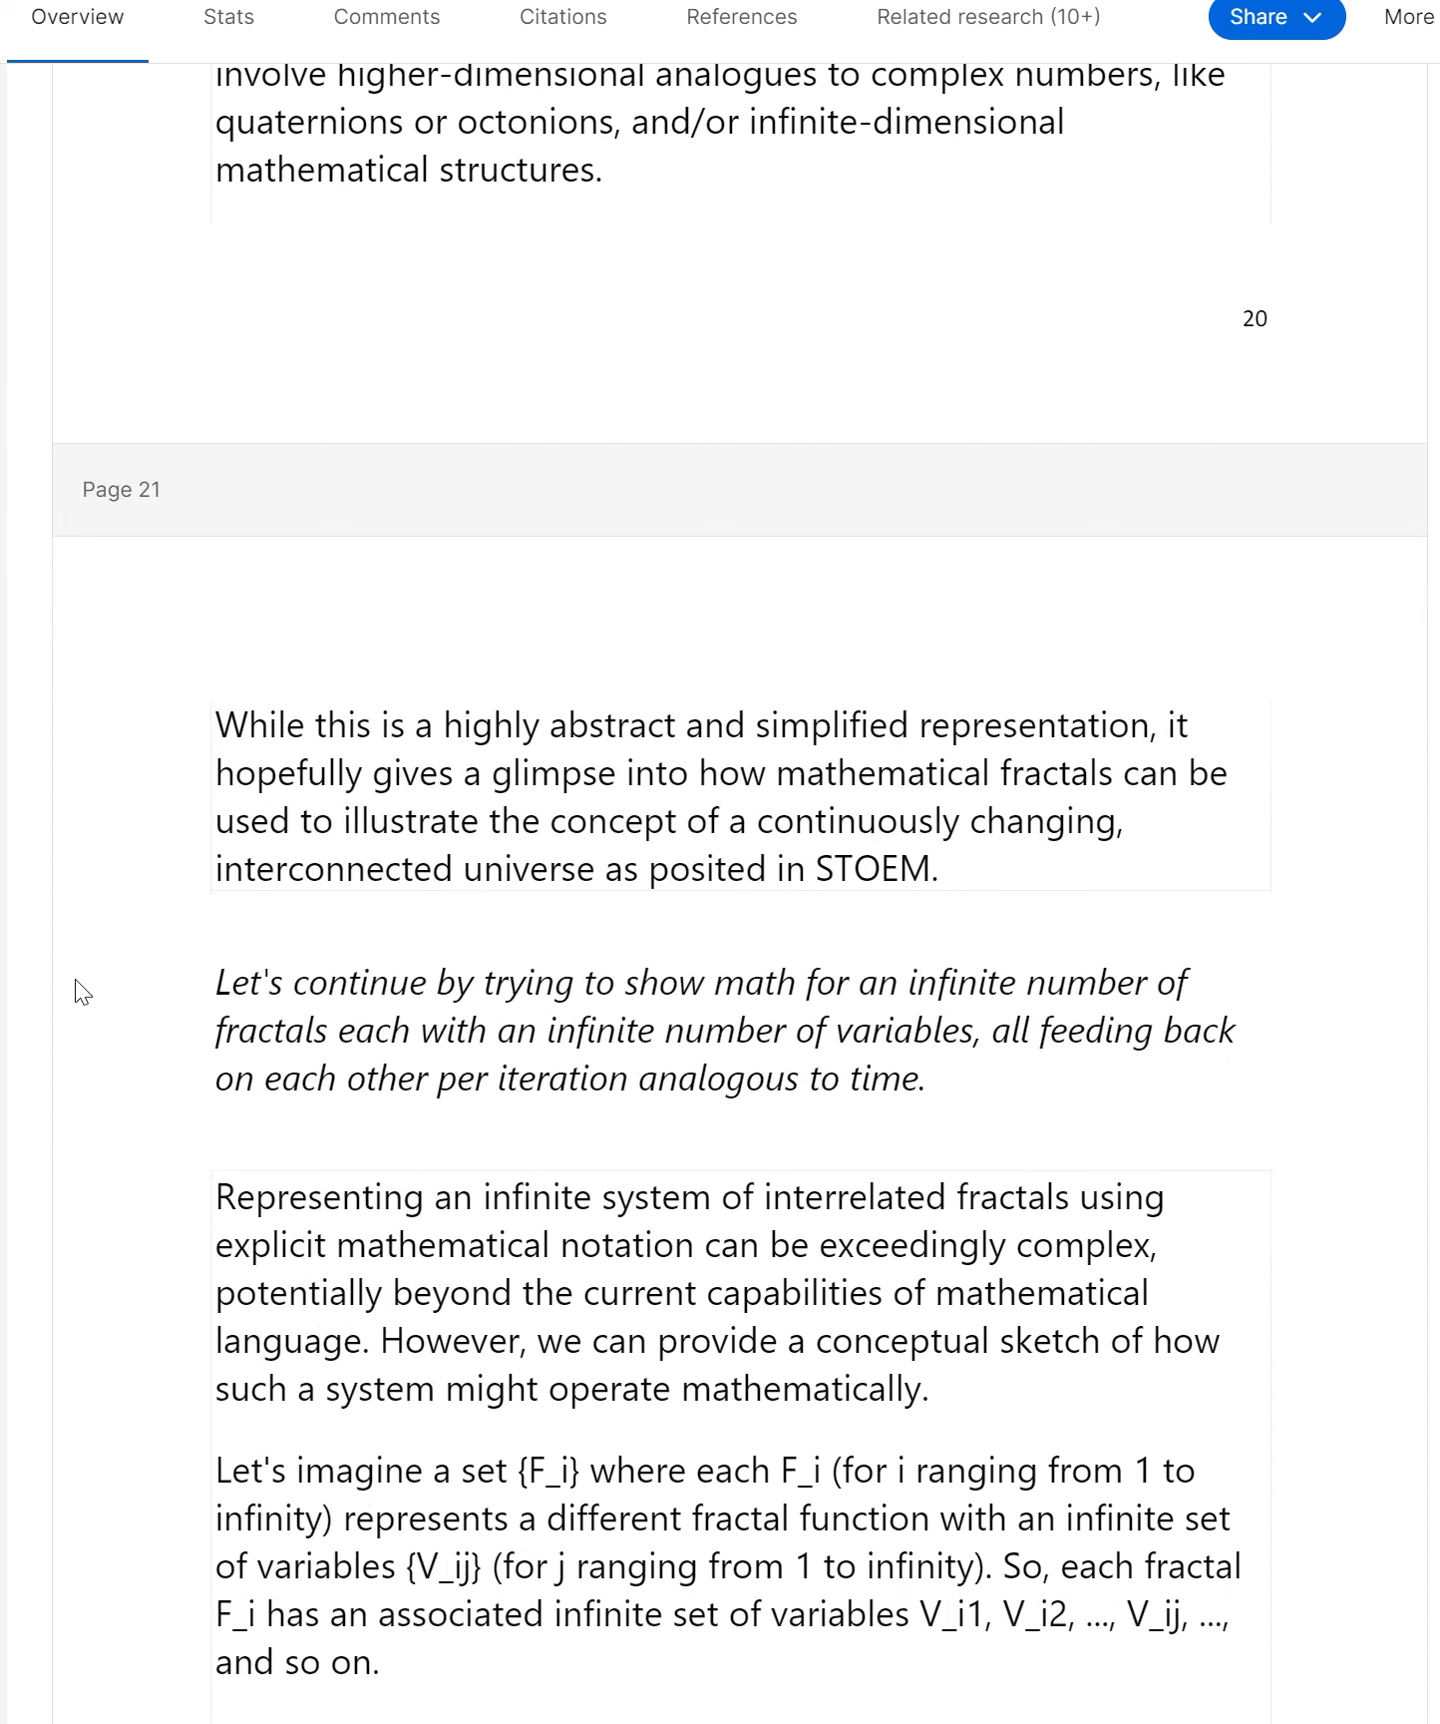 Overview Stats Comments Citations References Related research (10+) Share More
involve higher-dimensional analogues to complex numbers, like
quaternions or octonions, and/or infinite-dimensional
mathematical structures.
20
Page 21
While this is a highly abstract and simplified representation, it
hopefully gives a glimpse into how mathematical fractals can be
used to illustrate the concept of a continuously changing,
interconnected universe as posited in STOEM.
Let's continue by trying to show math for an infinite number of
fractals each with an infinite number of variables, all feeding back
on each other per iteration analogous to time.
Representing an infinite system of interrelated fractals using
explicit mathematical notation can be exceedingly complex,
potentially beyond the current capabilities of mathematical
language. However, we can provide a conceptual sketch of how
such a system might operate mathematically.
Let's imagine a set {F_i} where each F_i (for i ranging from 1 to
infinity) represents a different fractal function with an infinite set
of variables {V_ij} (for j ranging from 1 to infinity). So, each fractal
F_i has an associated infinite set of variables V_i1, V_i2, ..., V_ij, ...,
and so on.